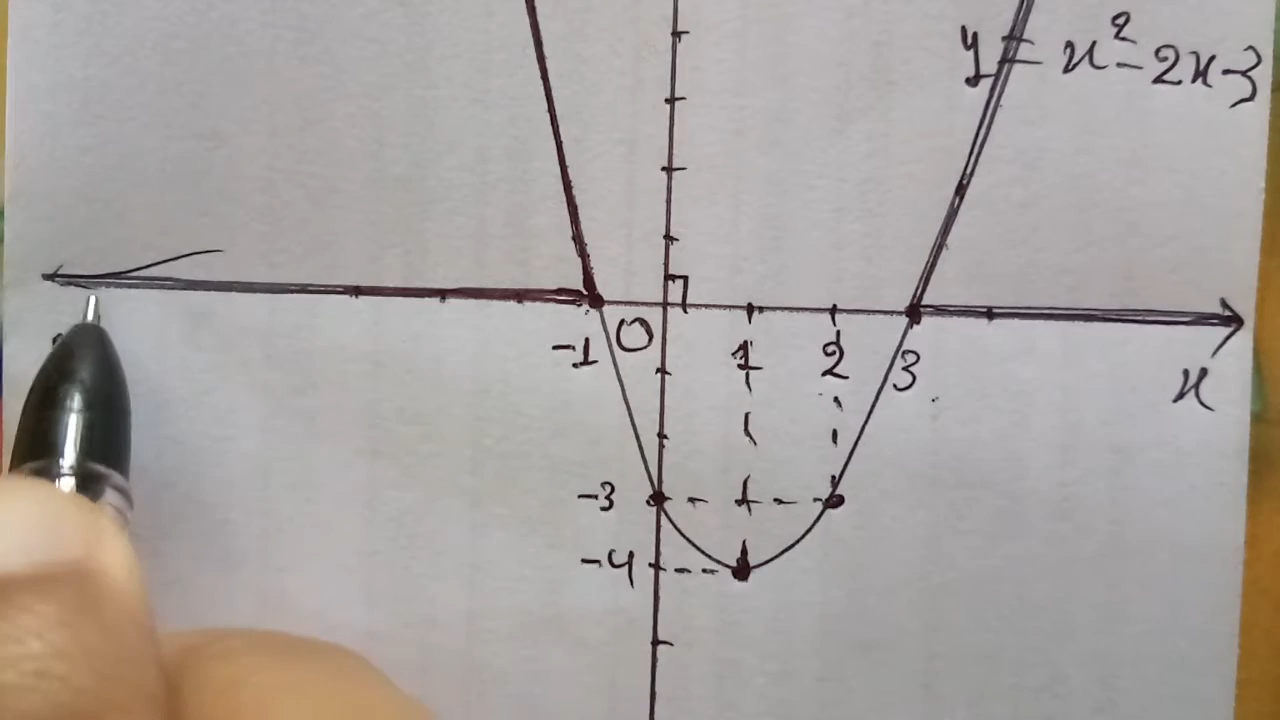 y = x² - 2x - 3
-1 0 1 2 3
x
-3
-4